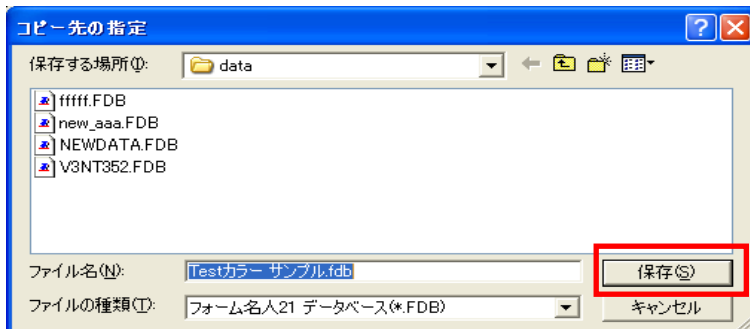 コピー先の指定
保存する場所(I): data
fffff.FDB
new_aaa.FDB
NEWDATA.FDB
V3NT352.FDB
ファイル名(N): Testカラー サンプル.fdb 保存(S)
ファイルの種類(T): フォーム名人21 データベース(*.FDB) キャンセル